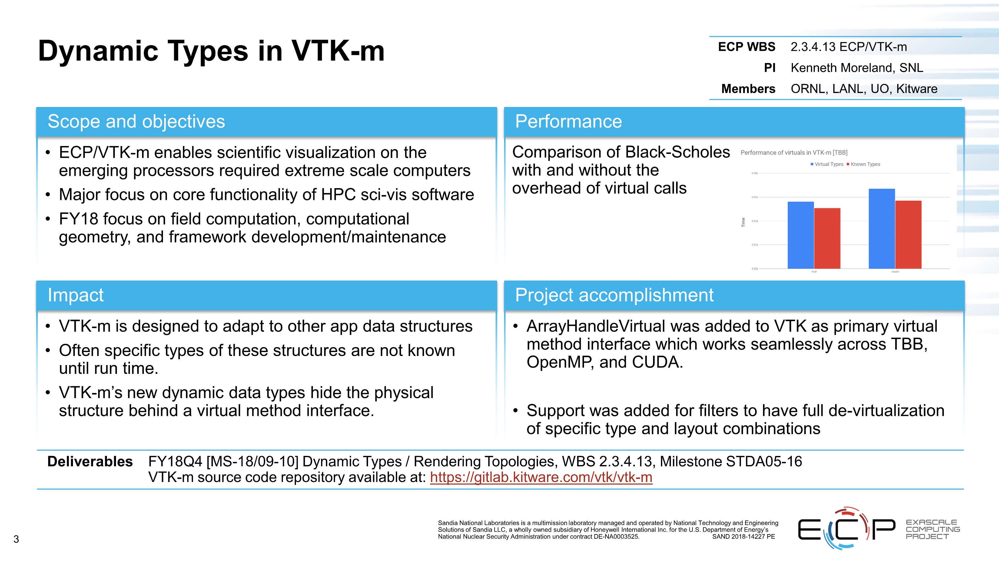 Dynamic Types in VTK-m
ECP WBS 2.3.4.13 ECP/VTK-m
PI Kenneth Moreland, SNL
Members ORNL, LANL, UO, Kitware
Scope and objectives
• ECP/VTK-m enables scientific visualization on the
emerging processors required extreme scale computers
• Major focus on core functionality of HPC sci-vis software
• FY18 focus on field computation, computational
geometry, and framework development/maintenance
Performance
Comparison of Black-Scholes
with and without the
overhead of virtual calls
Performance of virtuals in VTK-m [TBB]
Virtual Types Known Types
0.08s
0.06s
0.04s
0.02s
0.00s
Time
float double
Impact
• VTK-m is designed to adapt to other app data structures
• Often specific types of these structures are not known
until run time.
• VTK-m’s new dynamic data types hide the physical
structure behind a virtual method interface.
Project accomplishment
• ArrayHandleVirtual was added to VTK as primary virtual
method interface which works seamlessly across TBB,
OpenMP, and CUDA.
• Support was added for filters to have full de-virtualization
of specific type and layout combinations
Deliverables FY18Q4 [MS-18/09-10] Dynamic Types / Rendering Topologies, WBS 2.3.4.13, Milestone STDA05-16
VTK-m source code repository available at: https://gitlab.kitware.com/vtk/vtk-m
3
Sandia National Laboratories is a multimission laboratory managed and operated by National Technology and Engineering
Solutions of Sandia LLC, a wholly owned subsidiary of Honeywell International Inc. for the U.S. Department of Energy’s
National Nuclear Security Administration under contract DE-NA0003525. SAND 2018-14227 PE
ECP
EXASCALE
COMPUTING
PROJECT